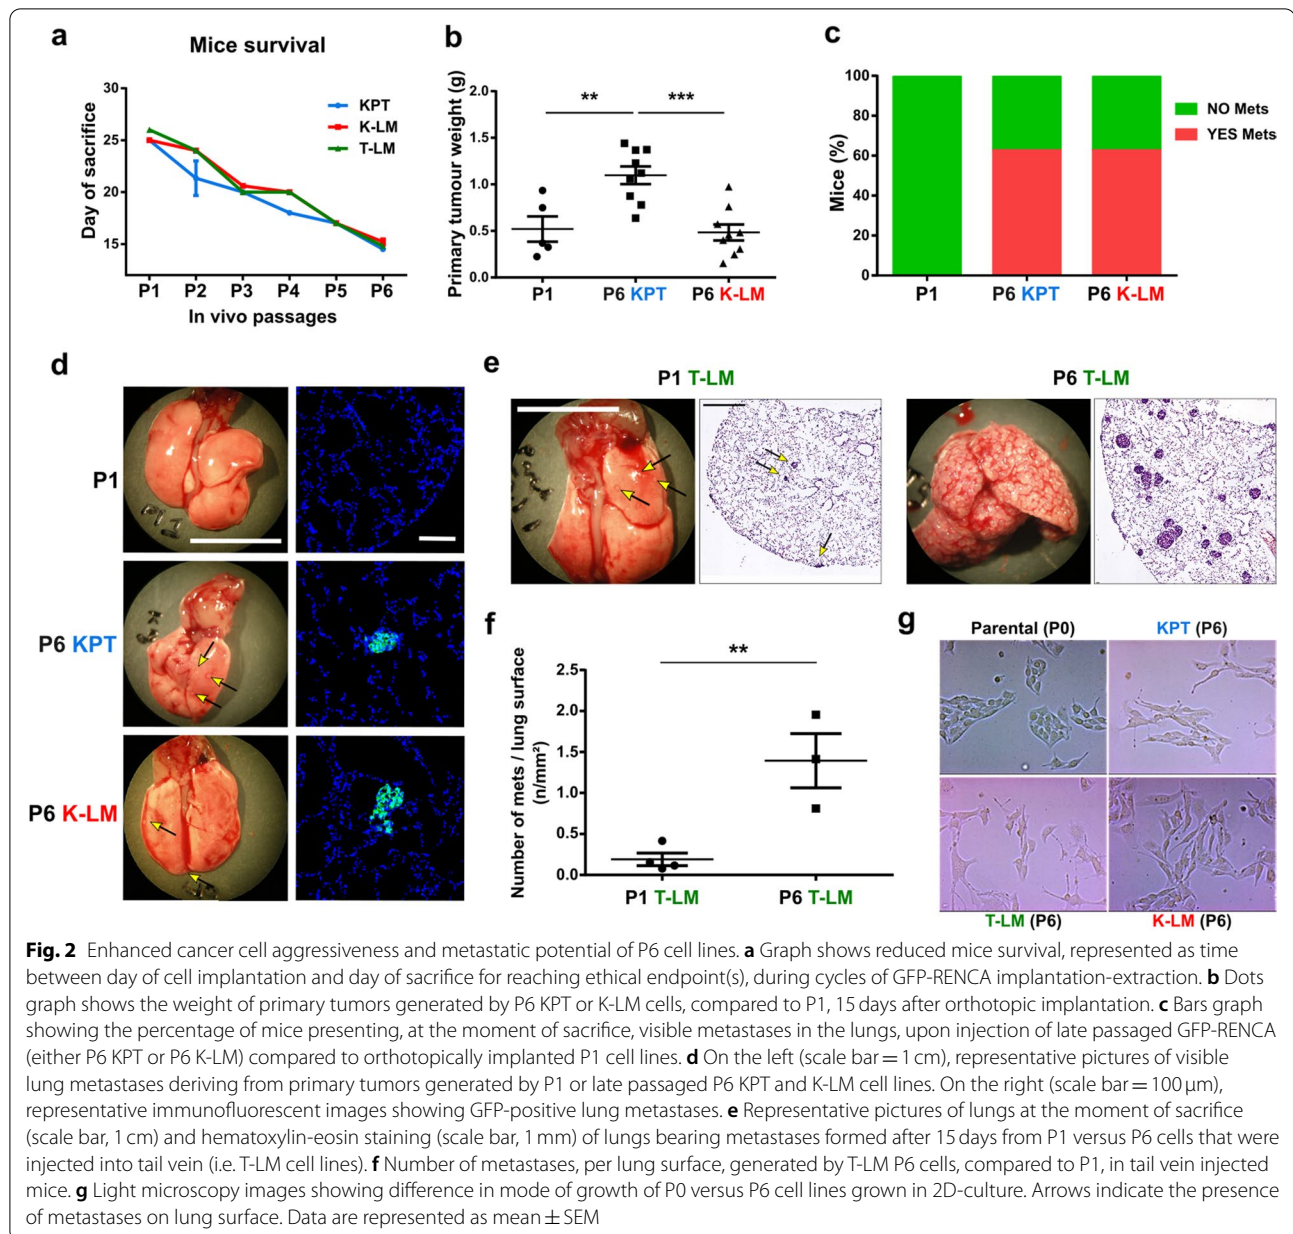 a
Mice survival
30
25
20
15
Day of sacrifice
KPT
K-LM
T-LM
P1 P2 P3 P4 P5 P6
In vivo passages
b
Primary tumour weight (g)
2.0
1.5
1.0
0.5
0.0
** ***
P1 P6 KPT P6 K-LM
c
Mice (%)
100
80
60
40
20
0
NO Mets
YES Mets
P1 P6 KPT P6 K-LM
d
P1
P6 KPT
P6 K-LM
e
P1 T-LM
P6 T-LM
f
Number of mets / lung surface
(n/mm²)
2.5
2.0
1.5
1.0
0.5
0.0
**
P1 T-LM P6 T-LM
g
Parental (P0) KPT (P6)
T-LM (P6) K-LM (P6)
Fig. 2 Enhanced cancer cell aggressiveness and metastatic potential of P6 cell lines. a Graph shows reduced mice survival, represented as time
between day of cell implantation and day of sacrifice for reaching ethical endpoint(s), during cycles of GFP-RENCA implantation-extraction. b Dots
graph shows the weight of primary tumors generated by P6 KPT or K-LM cells, compared to P1, 15 days after orthotopic implantation. c Bars graph
showing the percentage of mice presenting, at the moment of sacrifice, visible metastases in the lungs, upon injection of late passaged GFP-RENCA
(either P6 KPT or P6 K-LM) compared to orthotopically implanted P1 cell lines. d On the left (scale bar = 1 cm), representative pictures of visible
lung metastases deriving from primary tumors generated by P1 or late passaged P6 KPT and K-LM cell lines. On the right (scale bar = 100 μm),
representative immunofluorescent images showing GFP-positive lung metastases. e Representative pictures of lungs at the moment of sacrifice
(scale bar, 1 cm) and hematoxylin-eosin staining (scale bar, 1 mm) of lungs bearing metastases formed after 15 days from P1 versus P6 cells that were
injected into tail vein (i.e. T-LM cell lines). f Number of metastases, per lung surface, generated by T-LM P6 cells, compared to P1, in tail vein injected
mice. g Light microscopy images showing difference in mode of growth of P0 versus P6 cell lines grown in 2D-culture. Arrows indicate the presence
of metastases on lung surface. Data are represented as mean ± SEM